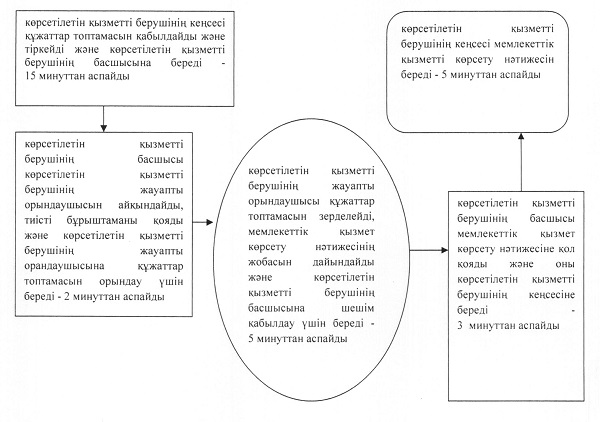 көрсетілетін қызметті берушінің кеңсесі
құжаттар топтамасын қабылдайды және
тіркейді және көрсетілетін қызметті
берушінің басшысына береді -
15 минуттан аспайды
көрсетілетін қызметті
берушінің басшысы
көрсетілетін қызметті
берушінің жауапты
орындаушысын айқындайды,
тиісті бұрыштаманы қояды
және көрсетілетін қызметті
берушінің жауапты
орандаушысына құжаттар
топтамасын орындау үшін
береді - 2 минуттан аспайды
көрсетілетін қызметті
берушінің жауапты
орындаушысы құжаттар
топтамасын зерделейді,
мемлекеттік қызмет
көрсету нәтижесінің
жобасын дайындайды
және көрсетілетін
қызметті берушінің
басшысына шешім
қабылдау үшін береді -
5 минуттан аспайды
көрсетілетін қызметті
берушінің басшысы
мемлекеттік қызмет
көрсету нәтижесіне қол
қояды және оны
көрсетілетін қызметті
берушінің кеңсесіне
береді -
3 минуттан аспайды
көрсетілетін қызметті
берушінің кеңсесі мемлекеттік
қызметті көрсету нәтижесін
береді - 5 минуттан аспайды